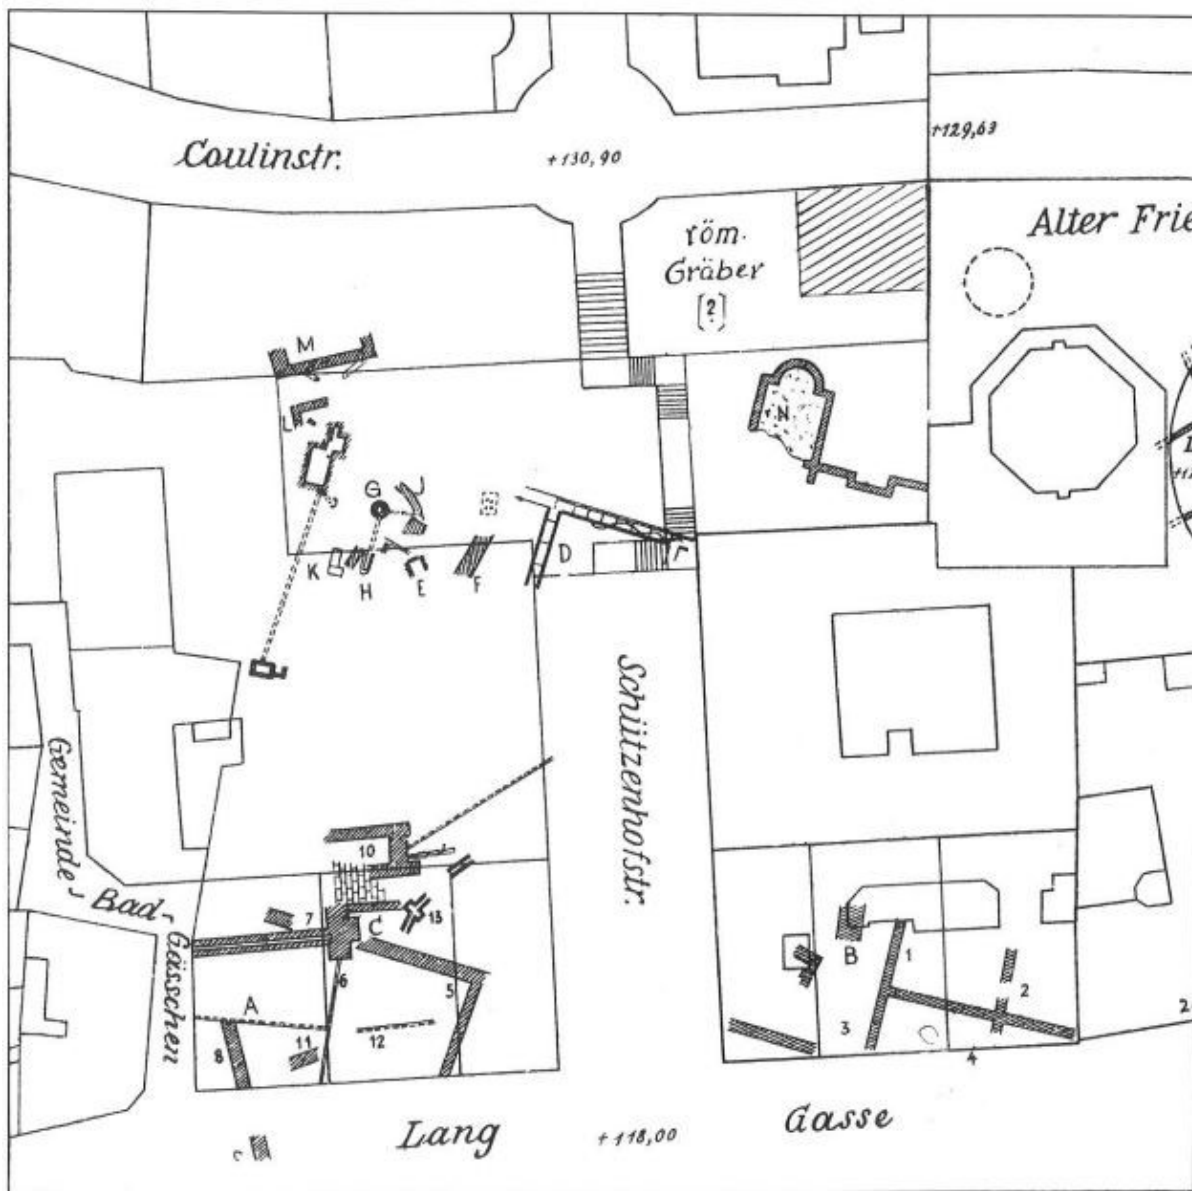 Coulinstr.
+130,90
+129,63
röm.
Gräber
[?]
Alter Frie
M
L
N
G
J
K
H
E
F
D
Schützenhofstr.
Gemeinde-
Bad-
Gässchen
10
7
C
13
6
5
A
8
11
12
B
1
2
3
4
2
Lang Gasse
+118,00